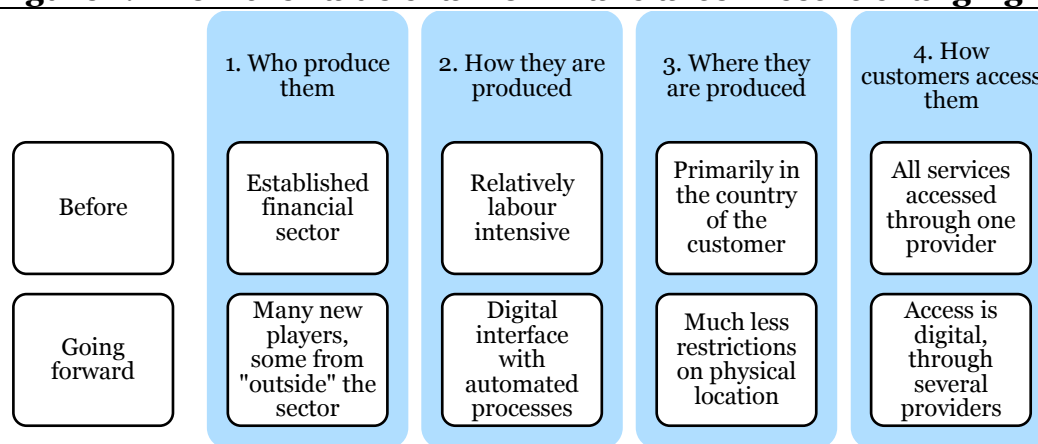 1. Who produce
them
2. How they are
produced
3. Where they
are produced
4. How
customers access
them
Before
Established
financial
sector
Relatively
labour
intensive
Primarily in
the country
of the
customer
All services
accessed
through one
provider
Going
forward
Many new
players,
some from
"outside" the
sector
Digital
interface
with
automated
processes
Much less
restrictions
on physical
location
Access is
digital,
through
several
providers